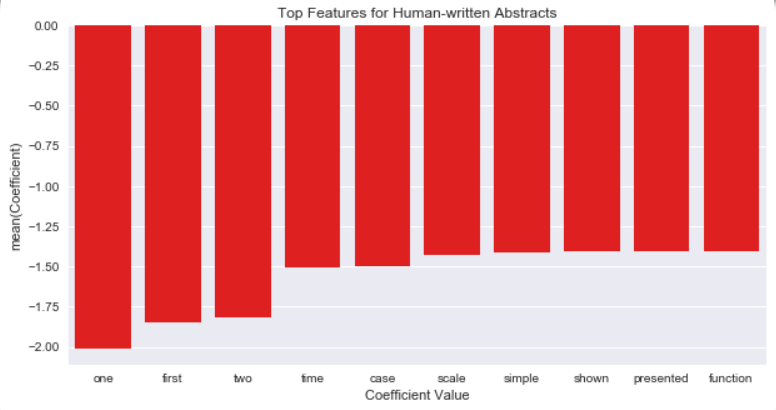 Top Features for Human-written Abstracts
0.00
−0.25
−0.50
−0.75
−1.00
−1.25
−1.50
−1.75
−2.00
mean(Coefficient)
one first two time case scale simple shown presented function
Coefficient Value